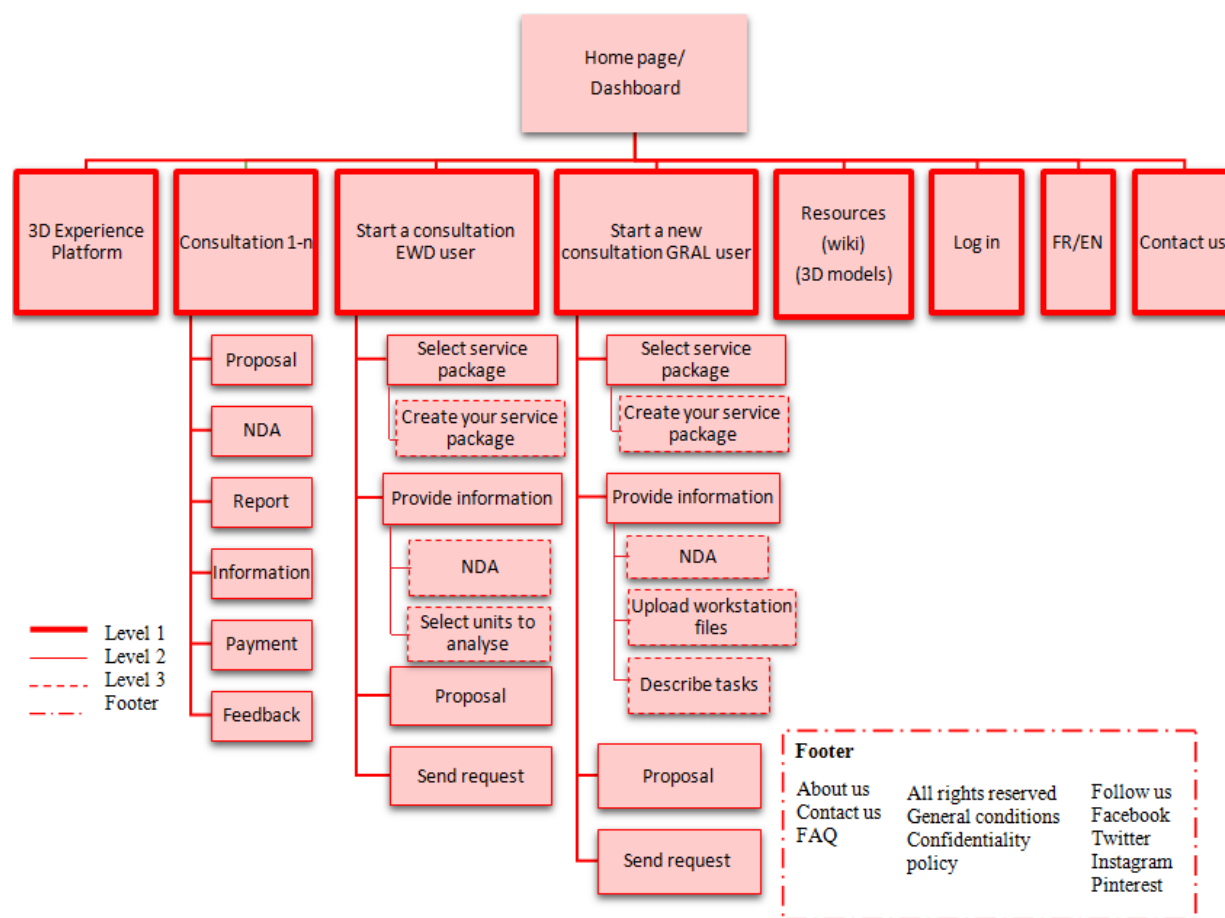 Home page/
Dashboard
3D Experience
Platform
Consultation 1-n
Start a consultation
EWD user
Start a new
consultation GRAL user
Resources
(wiki)
(3D models)
Log in
FR/EN
Contact us
Proposal
NDA
Report
Information
Payment
Feedback
Select service
package
Create your service
package
Provide information
NDA
Select units to
analyse
Proposal
Send request
Select service
package
Create your service
package
Provide information
NDA
Upload workstation
files
Describe tasks
Proposal
Send request
Level 1
Level 2
Level 3
Footer
Footer
About us
Contact us
FAQ
All rights reserved
General conditions
Confidentiality
policy
Follow us
Facebook
Twitter
Instagram
Pinterest